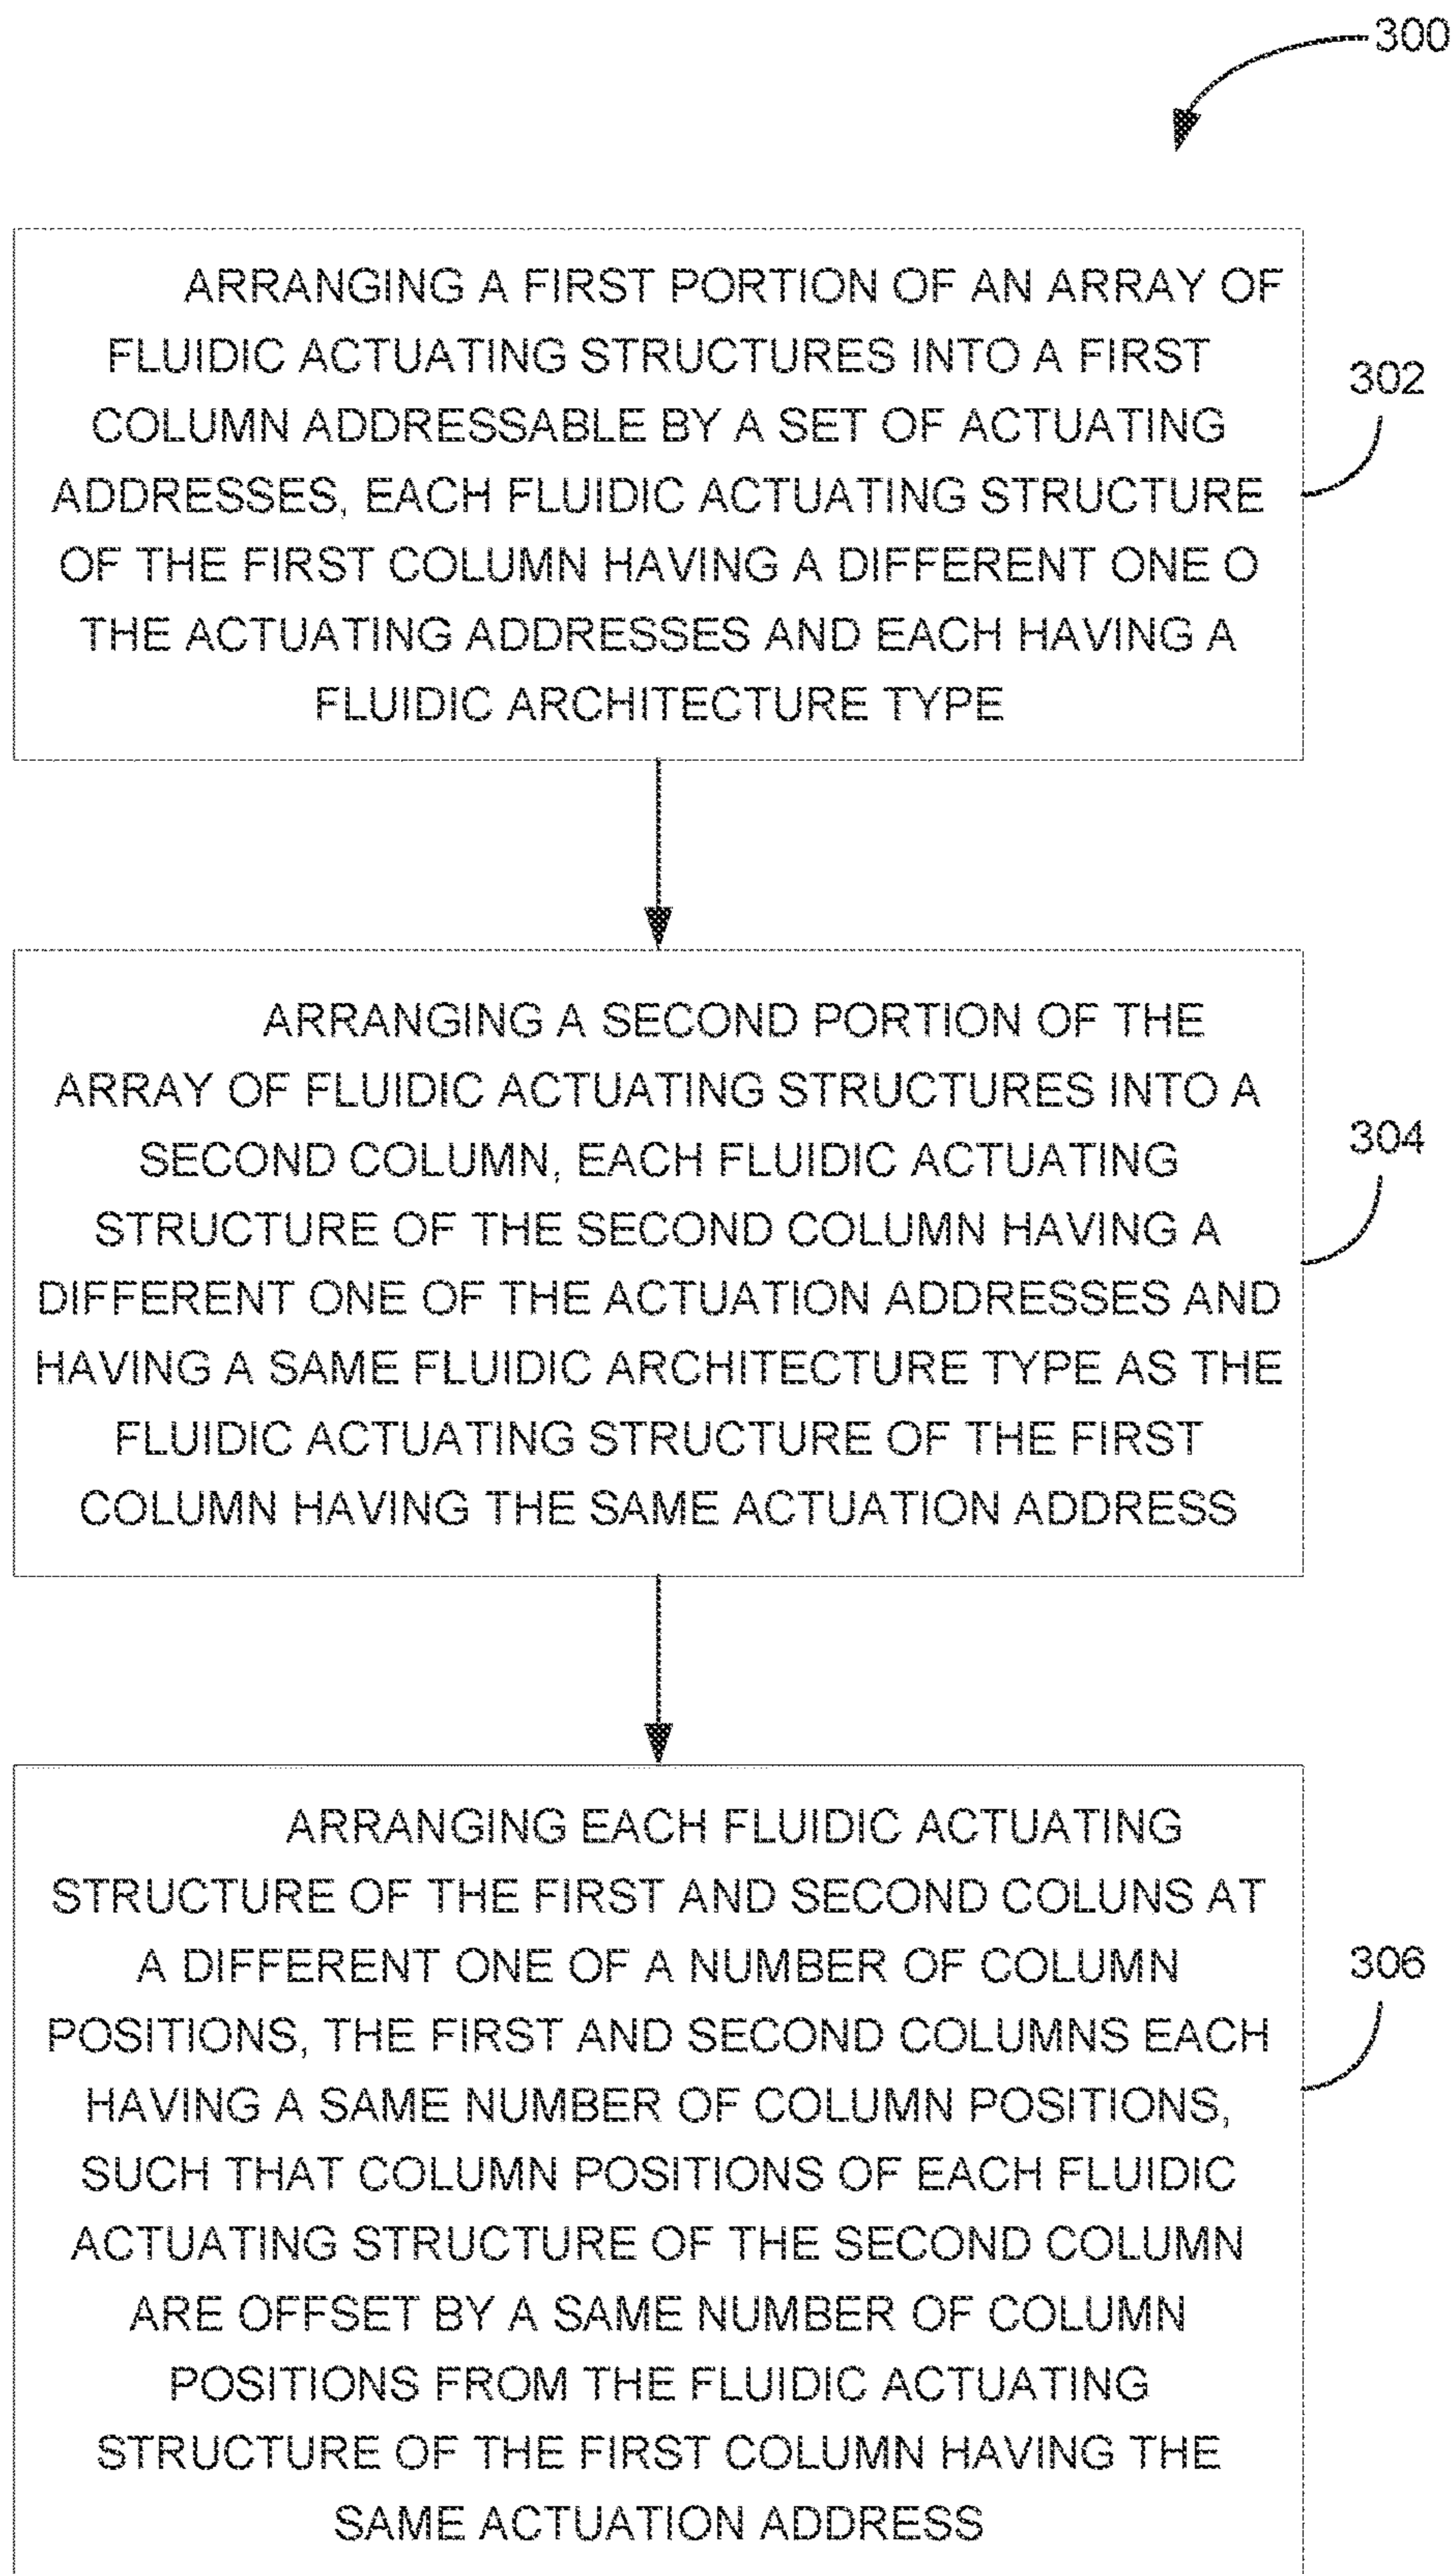 300
ARRANGING A FIRST PORTION OF AN ARRAY OF
FLUIDIC ACTUATING STRUCTURES INTO A FIRST
COLUMN ADDRESSABLE BY A SET OF ACTUATING
ADDRESSES, EACH FLUIDIC ACTUATING STRUCTURE
OF THE FIRST COLUMN HAVING A DIFFERENT ONE O
THE ACTUATING ADDRESSES AND EACH HAVING A
FLUIDIC ARCHITECTURE TYPE
302
ARRANGING A SECOND PORTION OF THE
ARRAY OF FLUIDIC ACTUATING STRUCTURES INTO A
SECOND COLUMN, EACH FLUIDIC ACTUATING
STRUCTURE OF THE SECOND COLUMN HAVING A
DIFFERENT ONE OF THE ACTUATION ADDRESSES AND
HAVING A SAME FLUIDIC ARCHITECTURE TYPE AS THE
FLUIDIC ACTUATING STRUCTURE OF THE FIRST
COLUMN HAVING THE SAME ACTUATION ADDRESS
304
ARRANGING EACH FLUIDIC ACTUATING
STRUCTURE OF THE FIRST AND SECOND COLUNS AT
A DIFFERENT ONE OF A NUMBER OF COLUMN
POSITIONS, THE FIRST AND SECOND COLUMNS EACH
HAVING A SAME NUMBER OF COLUMN POSITIONS,
SUCH THAT COLUMN POSITIONS OF EACH FLUIDIC
ACTUATING STRUCTURE OF THE SECOND COLUMN
ARE OFFSET BY A SAME NUMBER OF COLUMN
POSITIONS FROM THE FLUIDIC ACTUATING
STRUCTURE OF THE FIRST COLUMN HAVING THE
SAME ACTUATION ADDRESS
306